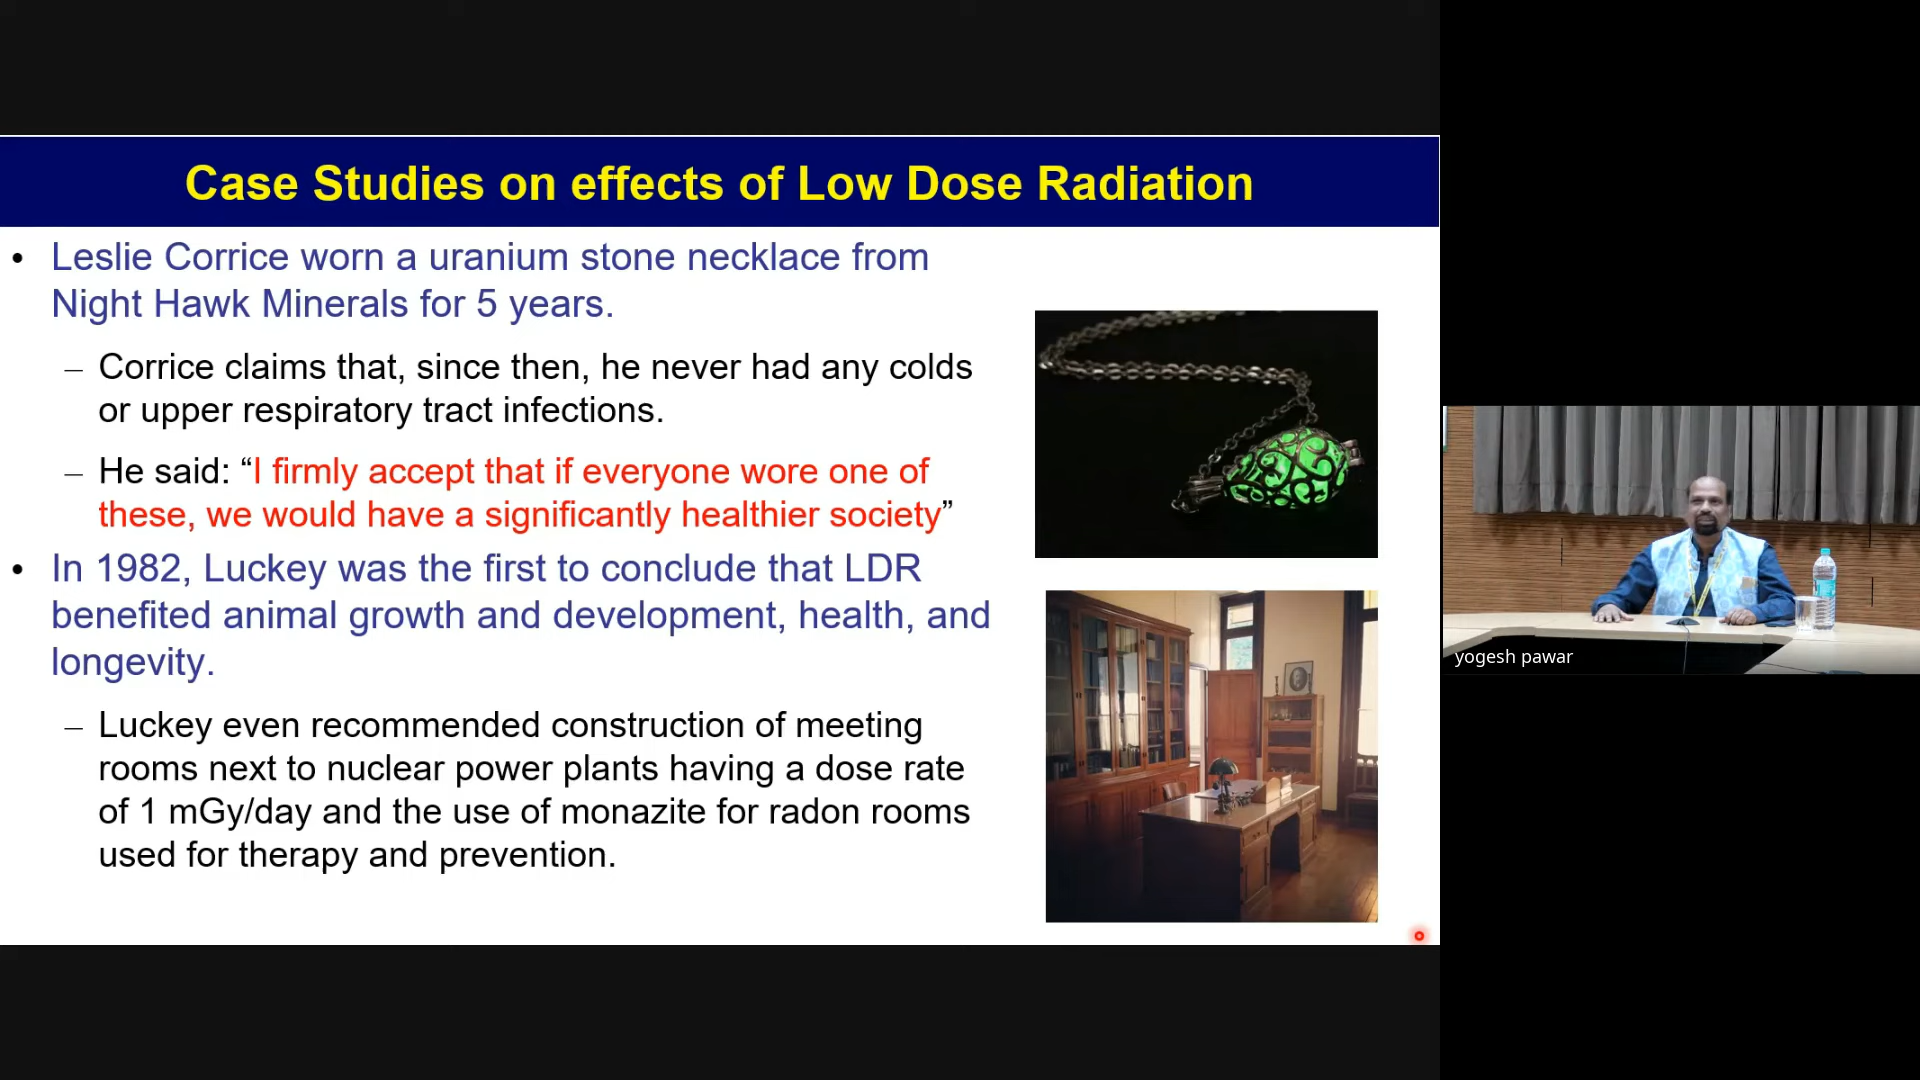 Case Studies on effects of Low Dose Radiation
• Leslie Corrice worn a uranium stone necklace from
Night Hawk Minerals for 5 years.
– Corrice claims that, since then, he never had any colds
or upper respiratory tract infections.
– He said: “I firmly accept that if everyone wore one of
these, we would have a significantly healthier society”
• In 1982, Luckey was the first to conclude that LDR
benefited animal growth and development, health, and
longevity.
– Luckey even recommended construction of meeting
rooms next to nuclear power plants having a dose rate
of 1 mGy/day and the use of monazite for radon rooms
used for therapy and prevention.
yogesh pawar